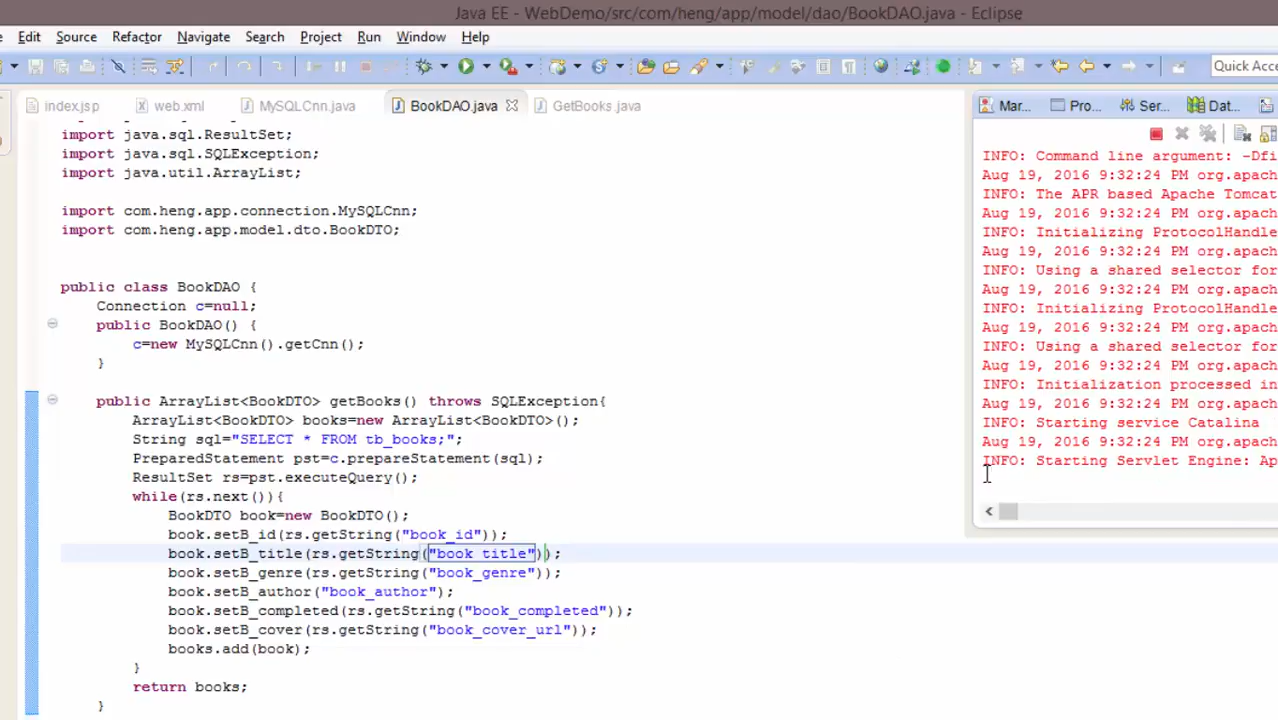 Java EE - WebDemo/src/com/heng/app/model/dao/BookDAO.java - Eclipse
Edit Source Refactor Navigate Search Project Run Window Help
Quick Acce
index.jsp web.xml MySQLCnn.java BookDAO.java GetBooks.java
import java.sql.ResultSet;
import java.sql.SQLException;
import java.util.ArrayList;
import com.heng.app.connection.MySQLCnn;
import com.heng.app.model.dto.BookDTO;
public class BookDAO {
Connection c=null;
public BookDAO() {
c=new MySQLCnn().getCnn();
}
public ArrayList<BookDTO> getBooks() throws SQLException{
ArrayList<BookDTO> books=new ArrayList<BookDTO>();
String sql="SELECT * FROM tb_books;";
PreparedStatement pst=c.prepareStatement(sql);
ResultSet rs=pst.executeQuery();
while(rs.next()){
BookDTO book=new BookDTO();
book.setB_id(rs.getString("book_id"));
book.setB_title(rs.getString("book_title"));
book.setB_genre(rs.getString("book_genre"));
book.setB_author("book_author");
book.setB_completed(rs.getString("book_completed"));
book.setB_cover(rs.getString("book_cover_url"));
books.add(book);
}
return books;
}
Mar... Pro... Ser... Dat...
INFO: Command line argument: -Dfi
Aug 19, 2016 9:32:24 PM org.apach
INFO: The APR based Apache Tomcat
Aug 19, 2016 9:32:24 PM org.apach
INFO: Initializing ProtocolHandle
Aug 19, 2016 9:32:24 PM org.apach
INFO: Using a shared selector for
Aug 19, 2016 9:32:24 PM org.apach
INFO: Initializing ProtocolHandle
Aug 19, 2016 9:32:24 PM org.apach
INFO: Using a shared selector for
Aug 19, 2016 9:32:24 PM org.apach
INFO: Initialization processed in
Aug 19, 2016 9:32:24 PM org.apach
INFO: Starting service Catalina
Aug 19, 2016 9:32:24 PM org.apach
INFO: Starting Servlet Engine: Ap